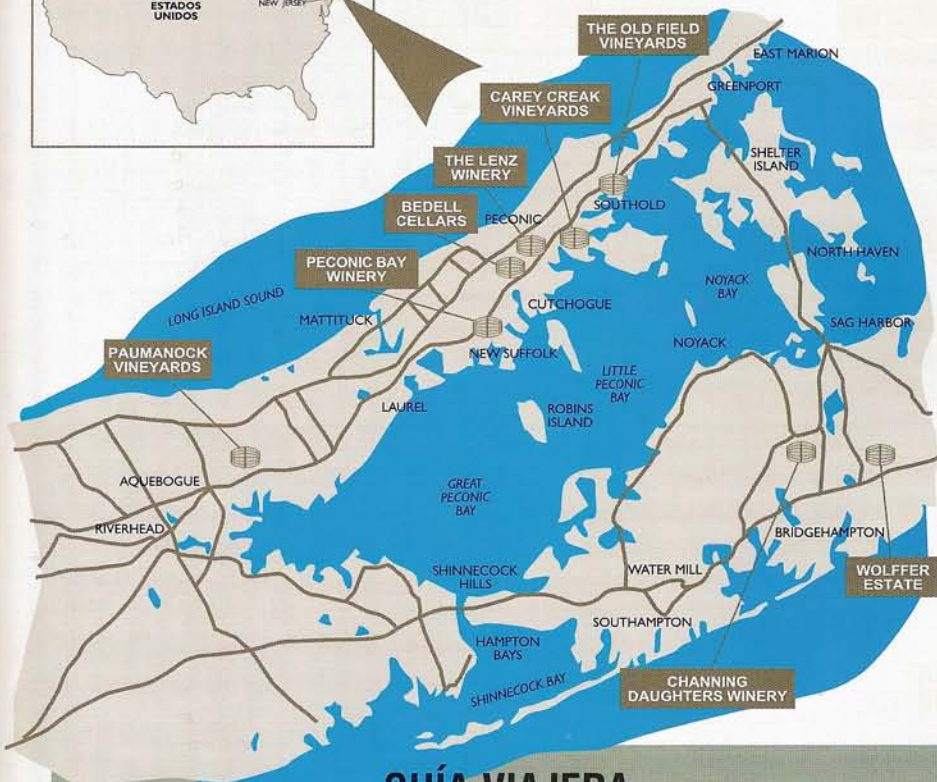 ESTADOS
UNIDOS
NEW JERSEY
THE OLD FIELD
VINEYARDS
EAST MARION
GREENPORT
CAREY CREAK
VINEYARDS
SHELTER
ISLAND
THE LENZ
WINERY
BEDELL
CELLARS
PECONIC
SOUTHOLD
PECONIC BAY
WINERY
NORTH HAVEN
NOYACK
BAY
LONG ISLAND SOUND
CUTCHOGUE
MATTITUCK
SAG HARBOR
PAUMANOCK
VINEYARDS
NEW SUFFOLK
NOYACK
LITTLE
PECONIC
BAY
LAUREL
ROBINS
ISLAND
AQUEBOGUE
GREAT
PECONIC
BAY
RIVERHEAD
BRIDGEHAMPTON
SHINNECOCK
HILLS
WATER MILL
WOLFFER
ESTATE
SOUTHAMPTON
HAMPTON
BAYS
SHINNECOCK BAY
CHANNING
DAUGHTERS WINERY
GUÍA VIAJERA